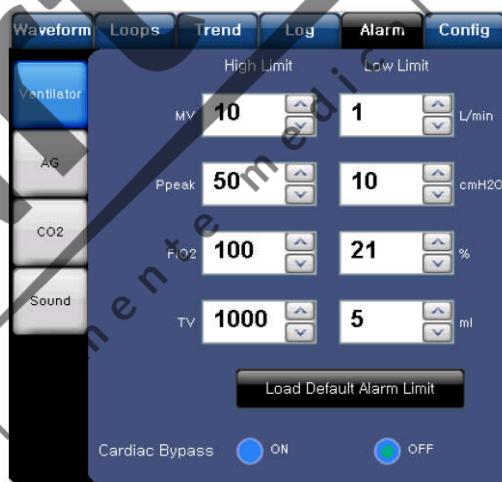 Waveform Loops Trend Log Alarm Config
High Limit Low Limit
Ventilator
MV 10 1 L/min
AG
Ppeak 50 10 cmH2O
CO2
FiO2 100 21 %
Sound
TV 1000 5 ml
Load Default Alarm Limit
Cardiac Bypass ON OFF